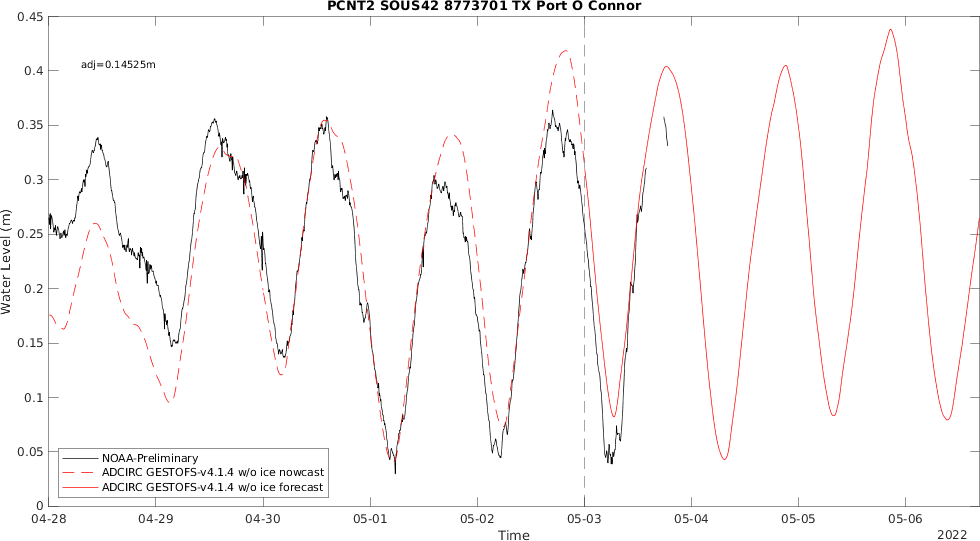 PCNT2 SOUS42 8773701 TX Port O Connor
0.45
adj=0.14525m
0.4
0.35
0.3
0.25
0.2
0.15
0.1
0.05
0
Water Level (m)
NOAA-Preliminary
ADCIRC GESTOFS-v4.1.4 w/o ice nowcast
ADCIRC GESTOFS-v4.1.4 w/o ice forecast
04-28 04-29 04-30 05-01 05-02 05-03 05-04 05-05 05-06
Time
2022